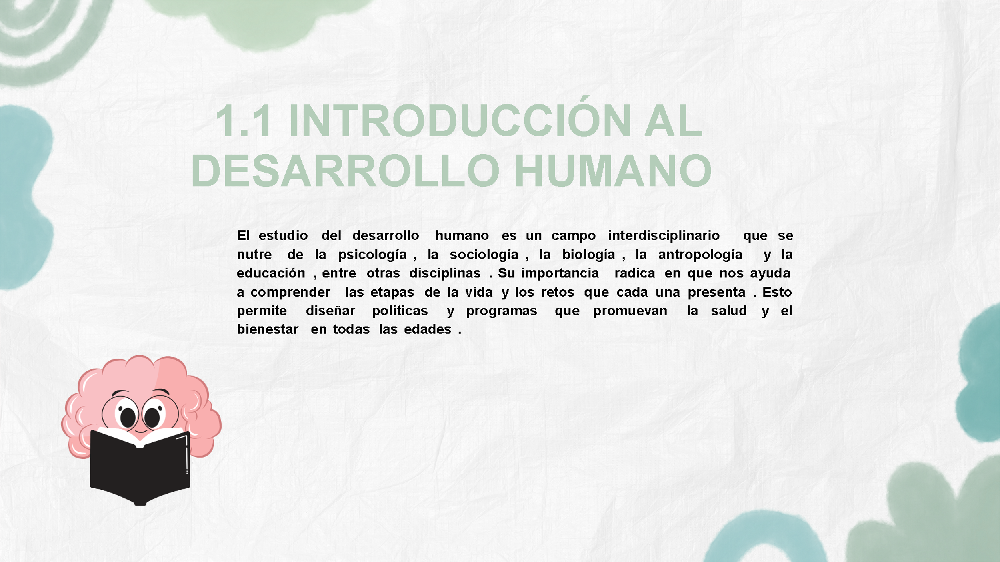 1.1 INTRODUCCIÓN AL
DESARROLLO HUMANO
El estudio del desarrollo humano es un campo interdisciplinario que se
nutre de la psicología , la sociología , la biología , la antropología y la
educación , entre otras disciplinas . Su importancia radica en que nos ayuda
a comprender las etapas de la vida y los retos que cada una presenta . Esto
permite diseñar políticas y programas que promuevan la salud y el
bienestar en todas las edades .